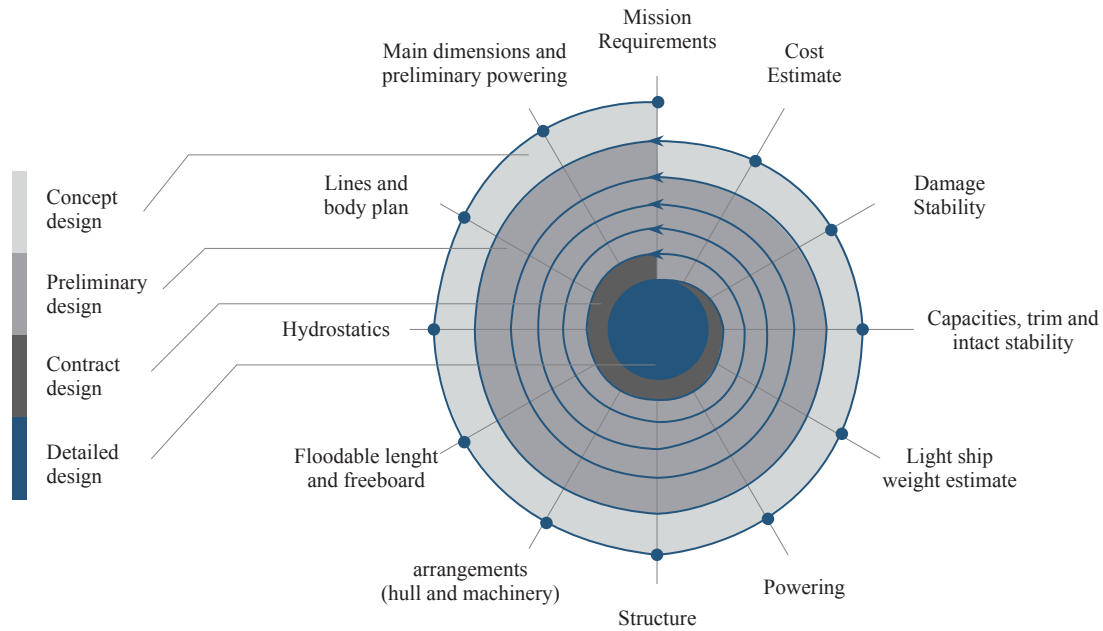 Mission
Requirements
Cost
Estimate
Main dimensions and
preliminary powering
Damage
Stability
Lines and
body plan
Concept
design
Preliminary
design
Hydrostatics
Capacities, trim and
intact stability
Contract
design
Detailed
design
Floodable lenght
and freeboard
Light ship
weight estimate
arrangements
(hull and machinery)
Powering
Structure